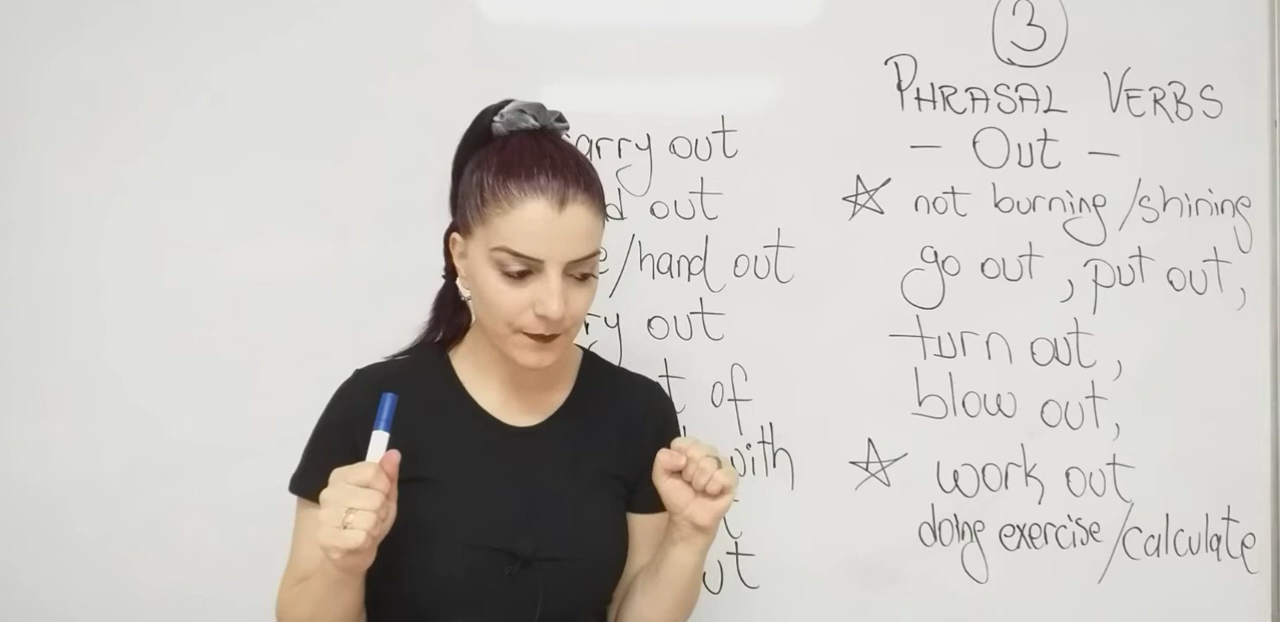 3
PHRASAL VERBS
- Out -
☆ not burning/shining
go out, put out,
turn out,
blow out,
☆ work out
doing exercise/calculate
out
out
/hand out
out
of
with